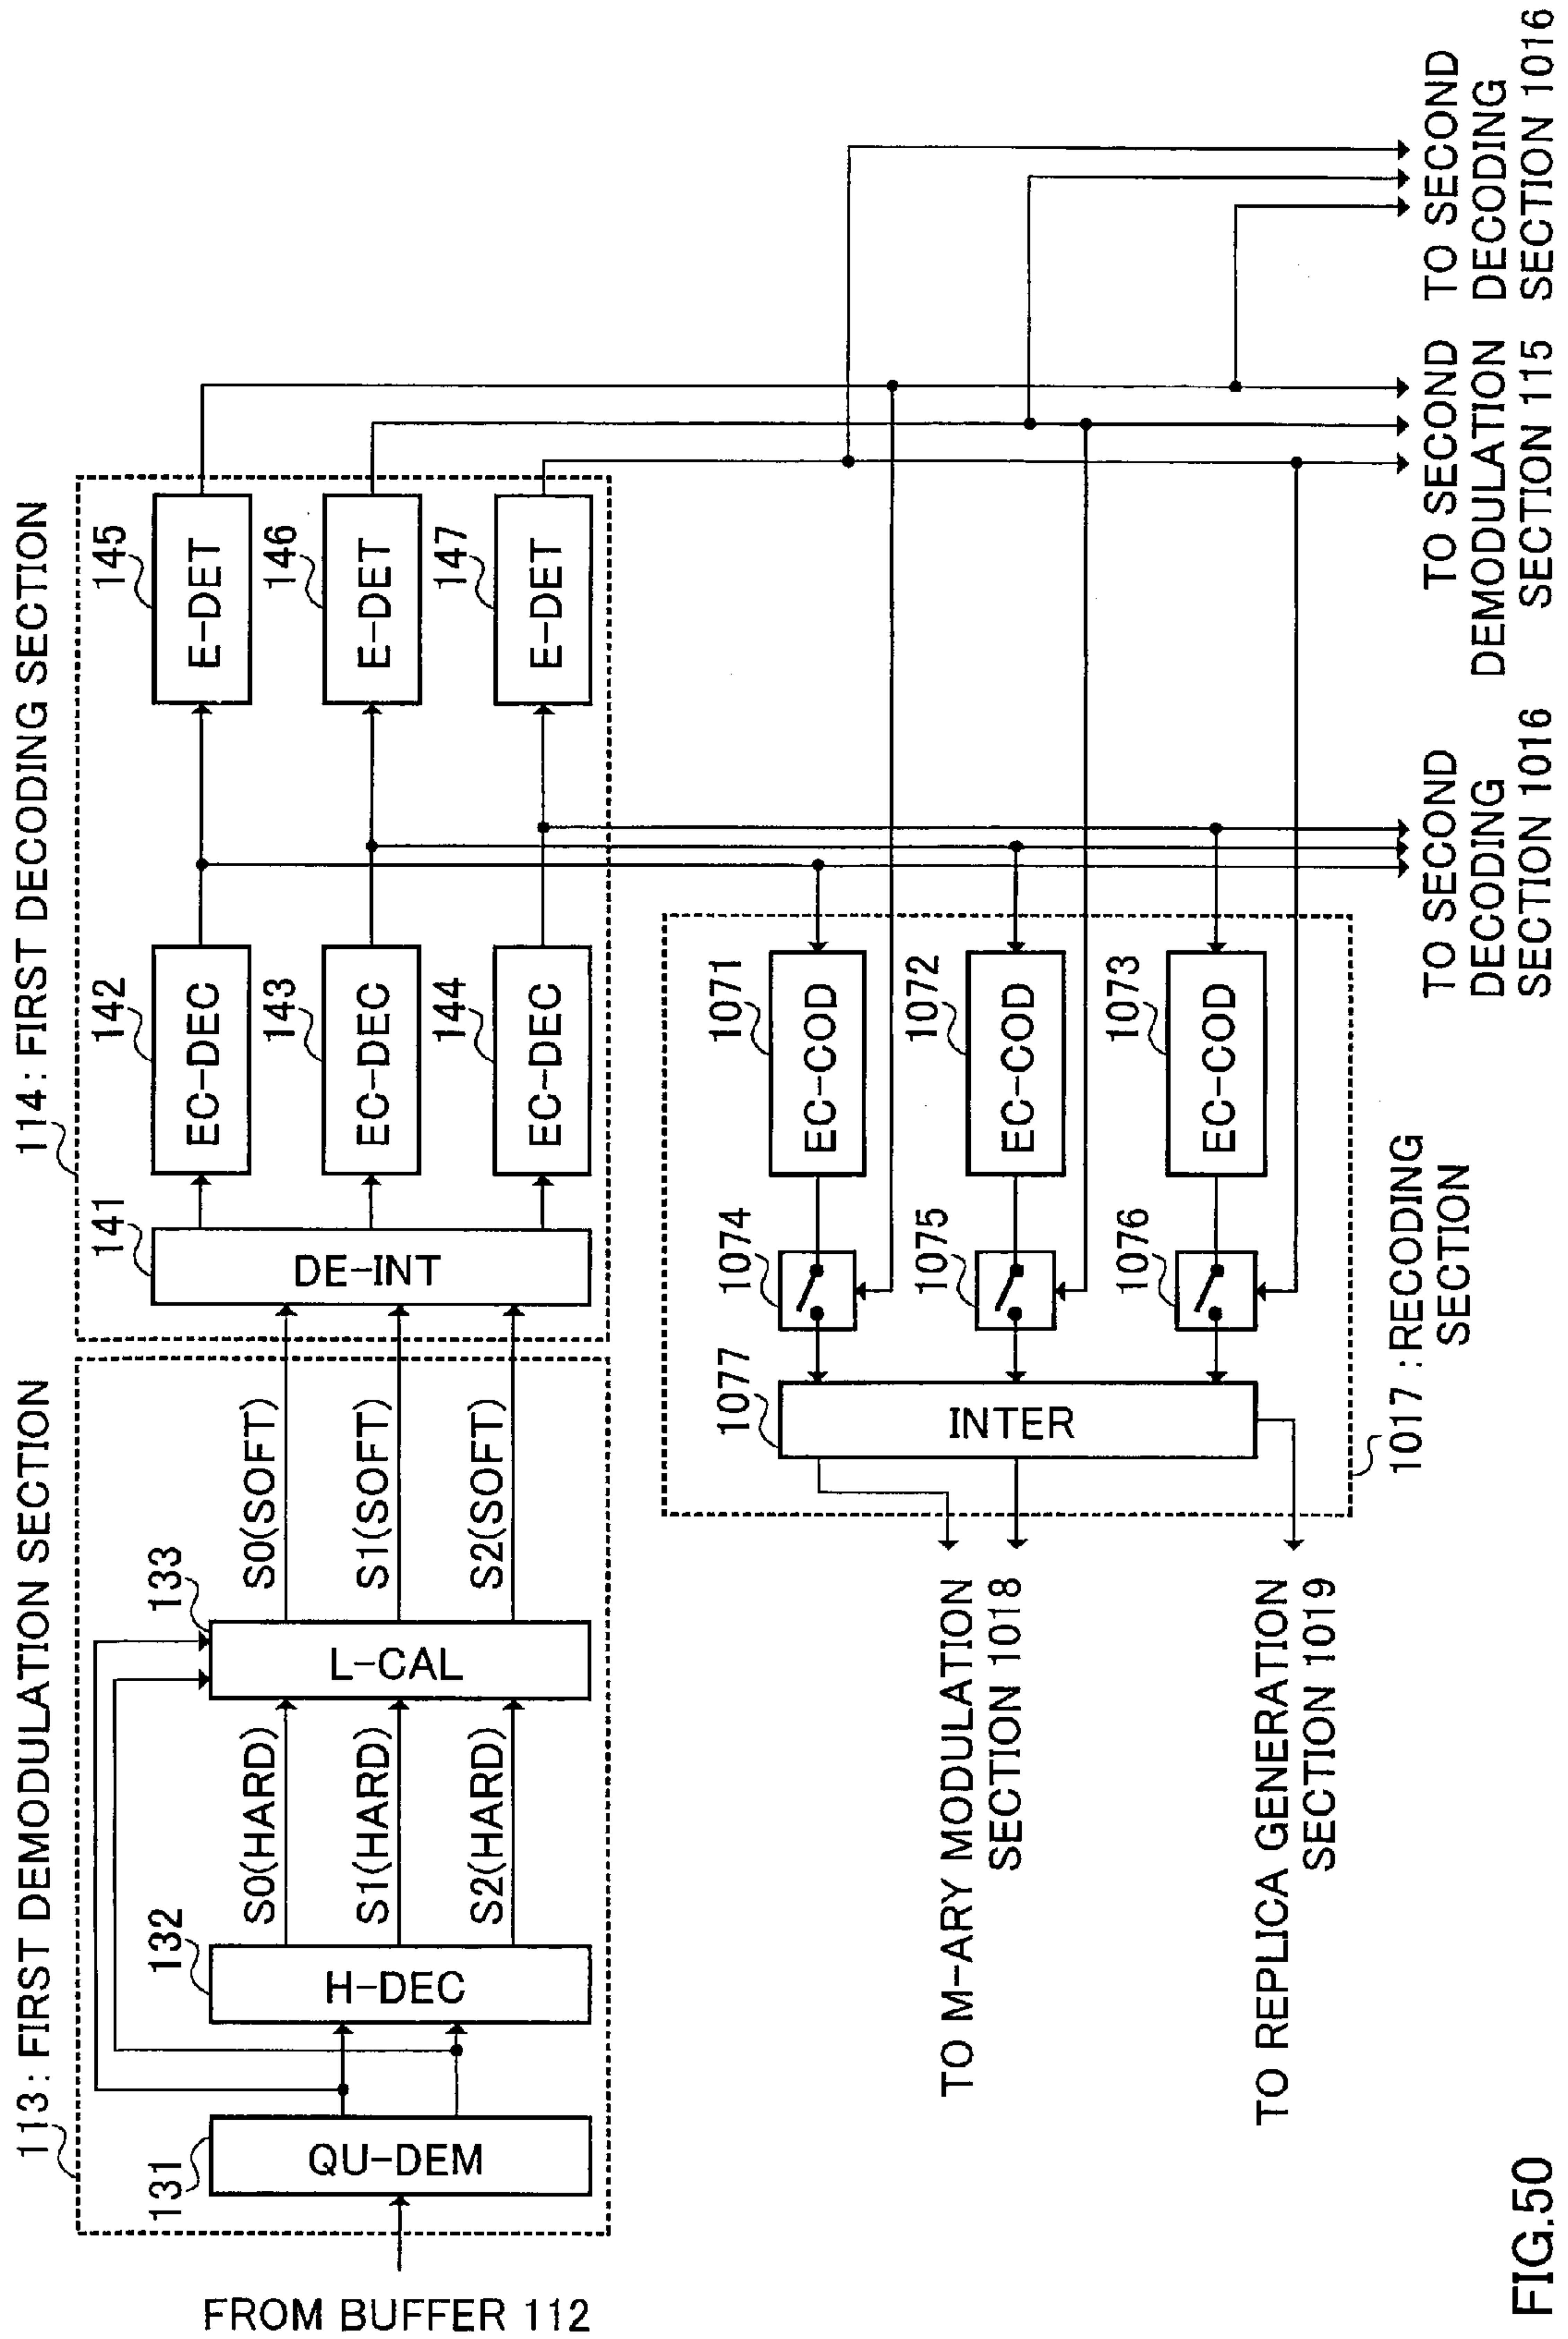 113 : FIRST DEMODULATION SECTION
114 : FIRST DECODING SECTION
FROM BUFFER 112
131
QU-DEM
132
H-DEC
S0(HARD)
S1(HARD)
S2(HARD)
133
L-CAL
S0(SOFT)
S1(SOFT)
S2(SOFT)
141
DE-INT
142
EC-DEC
143
EC-DEC
144
EC-DEC
145
E-DET
146
E-DET
147
E-DET
1071
EC-COD
1072
EC-COD
1073
EC-COD
1074
1075
1076
1077
INTER
1017 : RECODING
SECTION
TO M-ARY MODULATION
SECTION 1018
TO REPLICA GENERATION
SECTION 1019
TO SECOND
DECODING
SECTION 1016
TO SECOND
DEMODULATION
SECTION 115
TO SECOND
DECODING
SECTION 1016
FIG.50